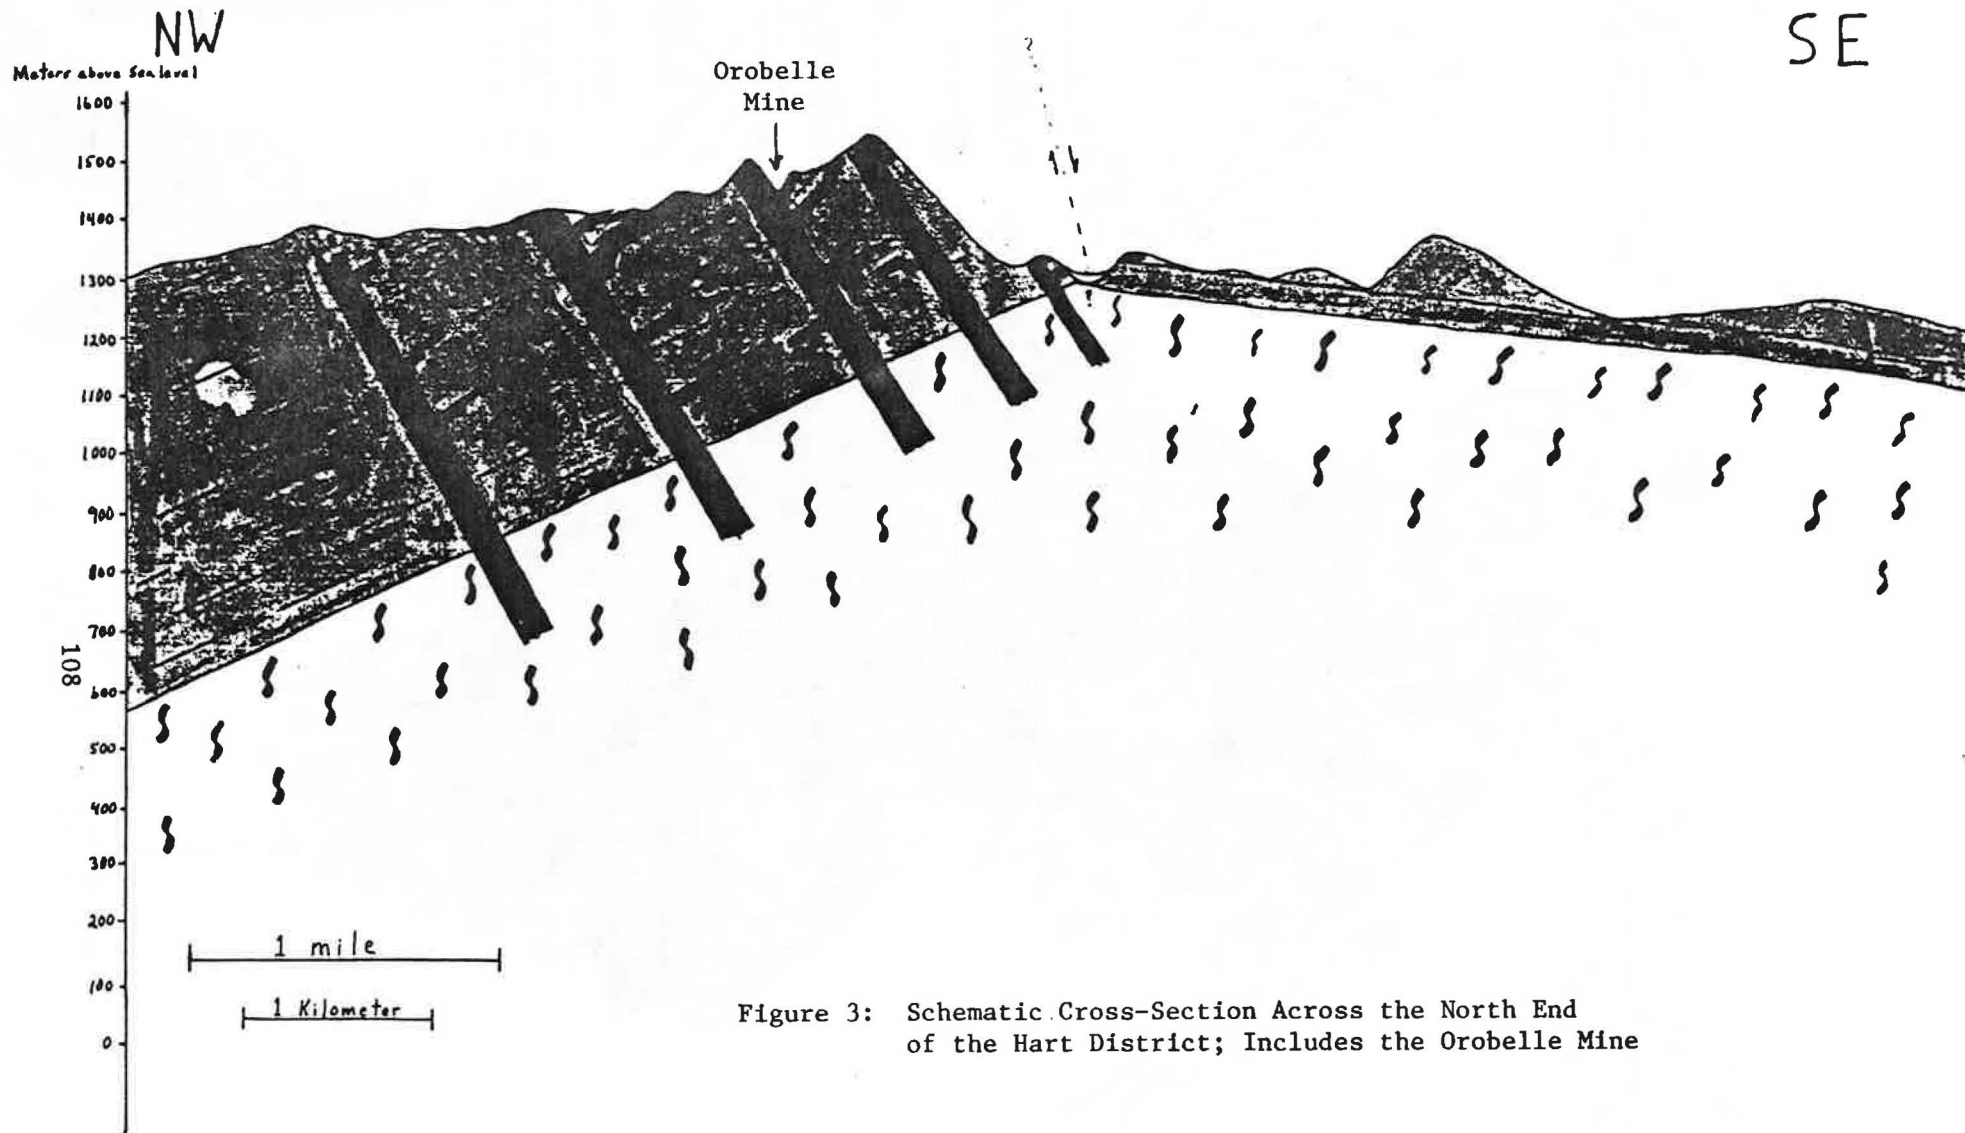 NW
SE
Meters above Sea level
Orobelle
Mine
?
1600
1500
1400
1300
1200
1100
1000
900
800
700
600
500
400
300
200
100
0
108
1 mile
1 Kilometer
Figure 3: Schematic Cross-Section Across the North End
of the Hart District; Includes the Orobelle Mine